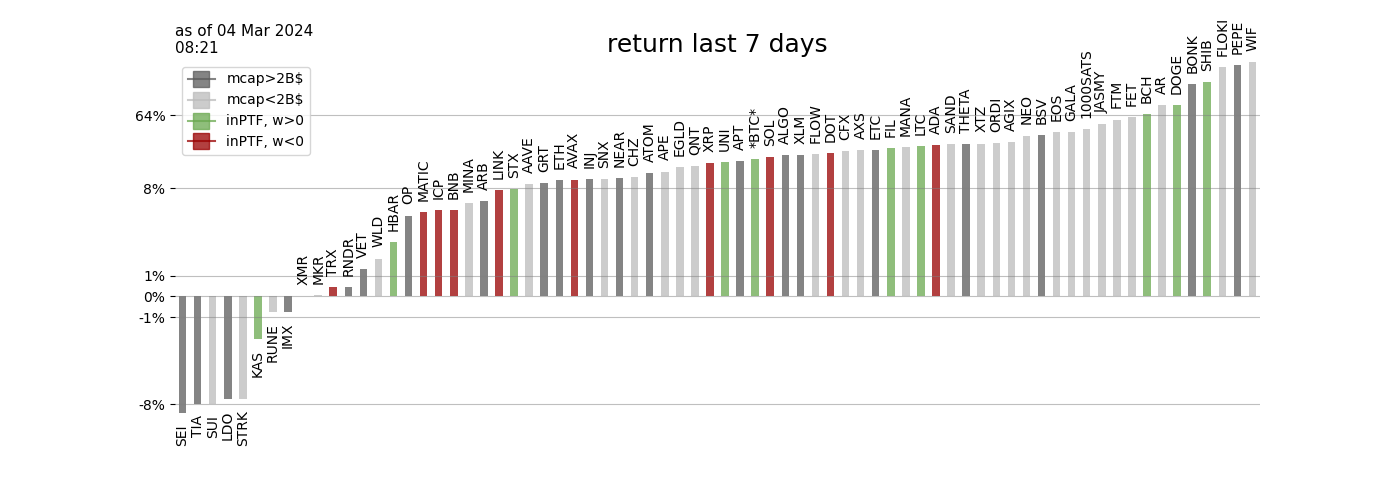 as of 04 Mar 2024
08:21
return last 7 days
mcap>2B$
mcap<2B$
inPTF, w>0
inPTF, w<0
64%
8%
1%
0%
-1%
-8%
SEI
TIA
SUI
LDO
STRK
KAS
RUNE
IMX
XMR
MKR
TRX
RNDR
VET
WLD
HBAR
OP
MATIC
ICP
BNB
MINA
ARB
LINK
STX
AAVE
GRT
ETH
AVAX
INJ
SNX
NEAR
CHZ
ATOM
APE
EGLD
QNT
XRP
UNI
APT
*BTC*
SOL
ALGO
XLM
FLOW
DOT
CFX
AXS
ETC
FIL
MANA
LTC
ADA
SAND
THETA
XTZ
ORDI
AGIX
NEO
BSV
EOS
GALA
1000SATS
JASMY
FTM
FET
BCH
AR
DOGE
BONK
SHIB
FLOKI
PEPE
WIF